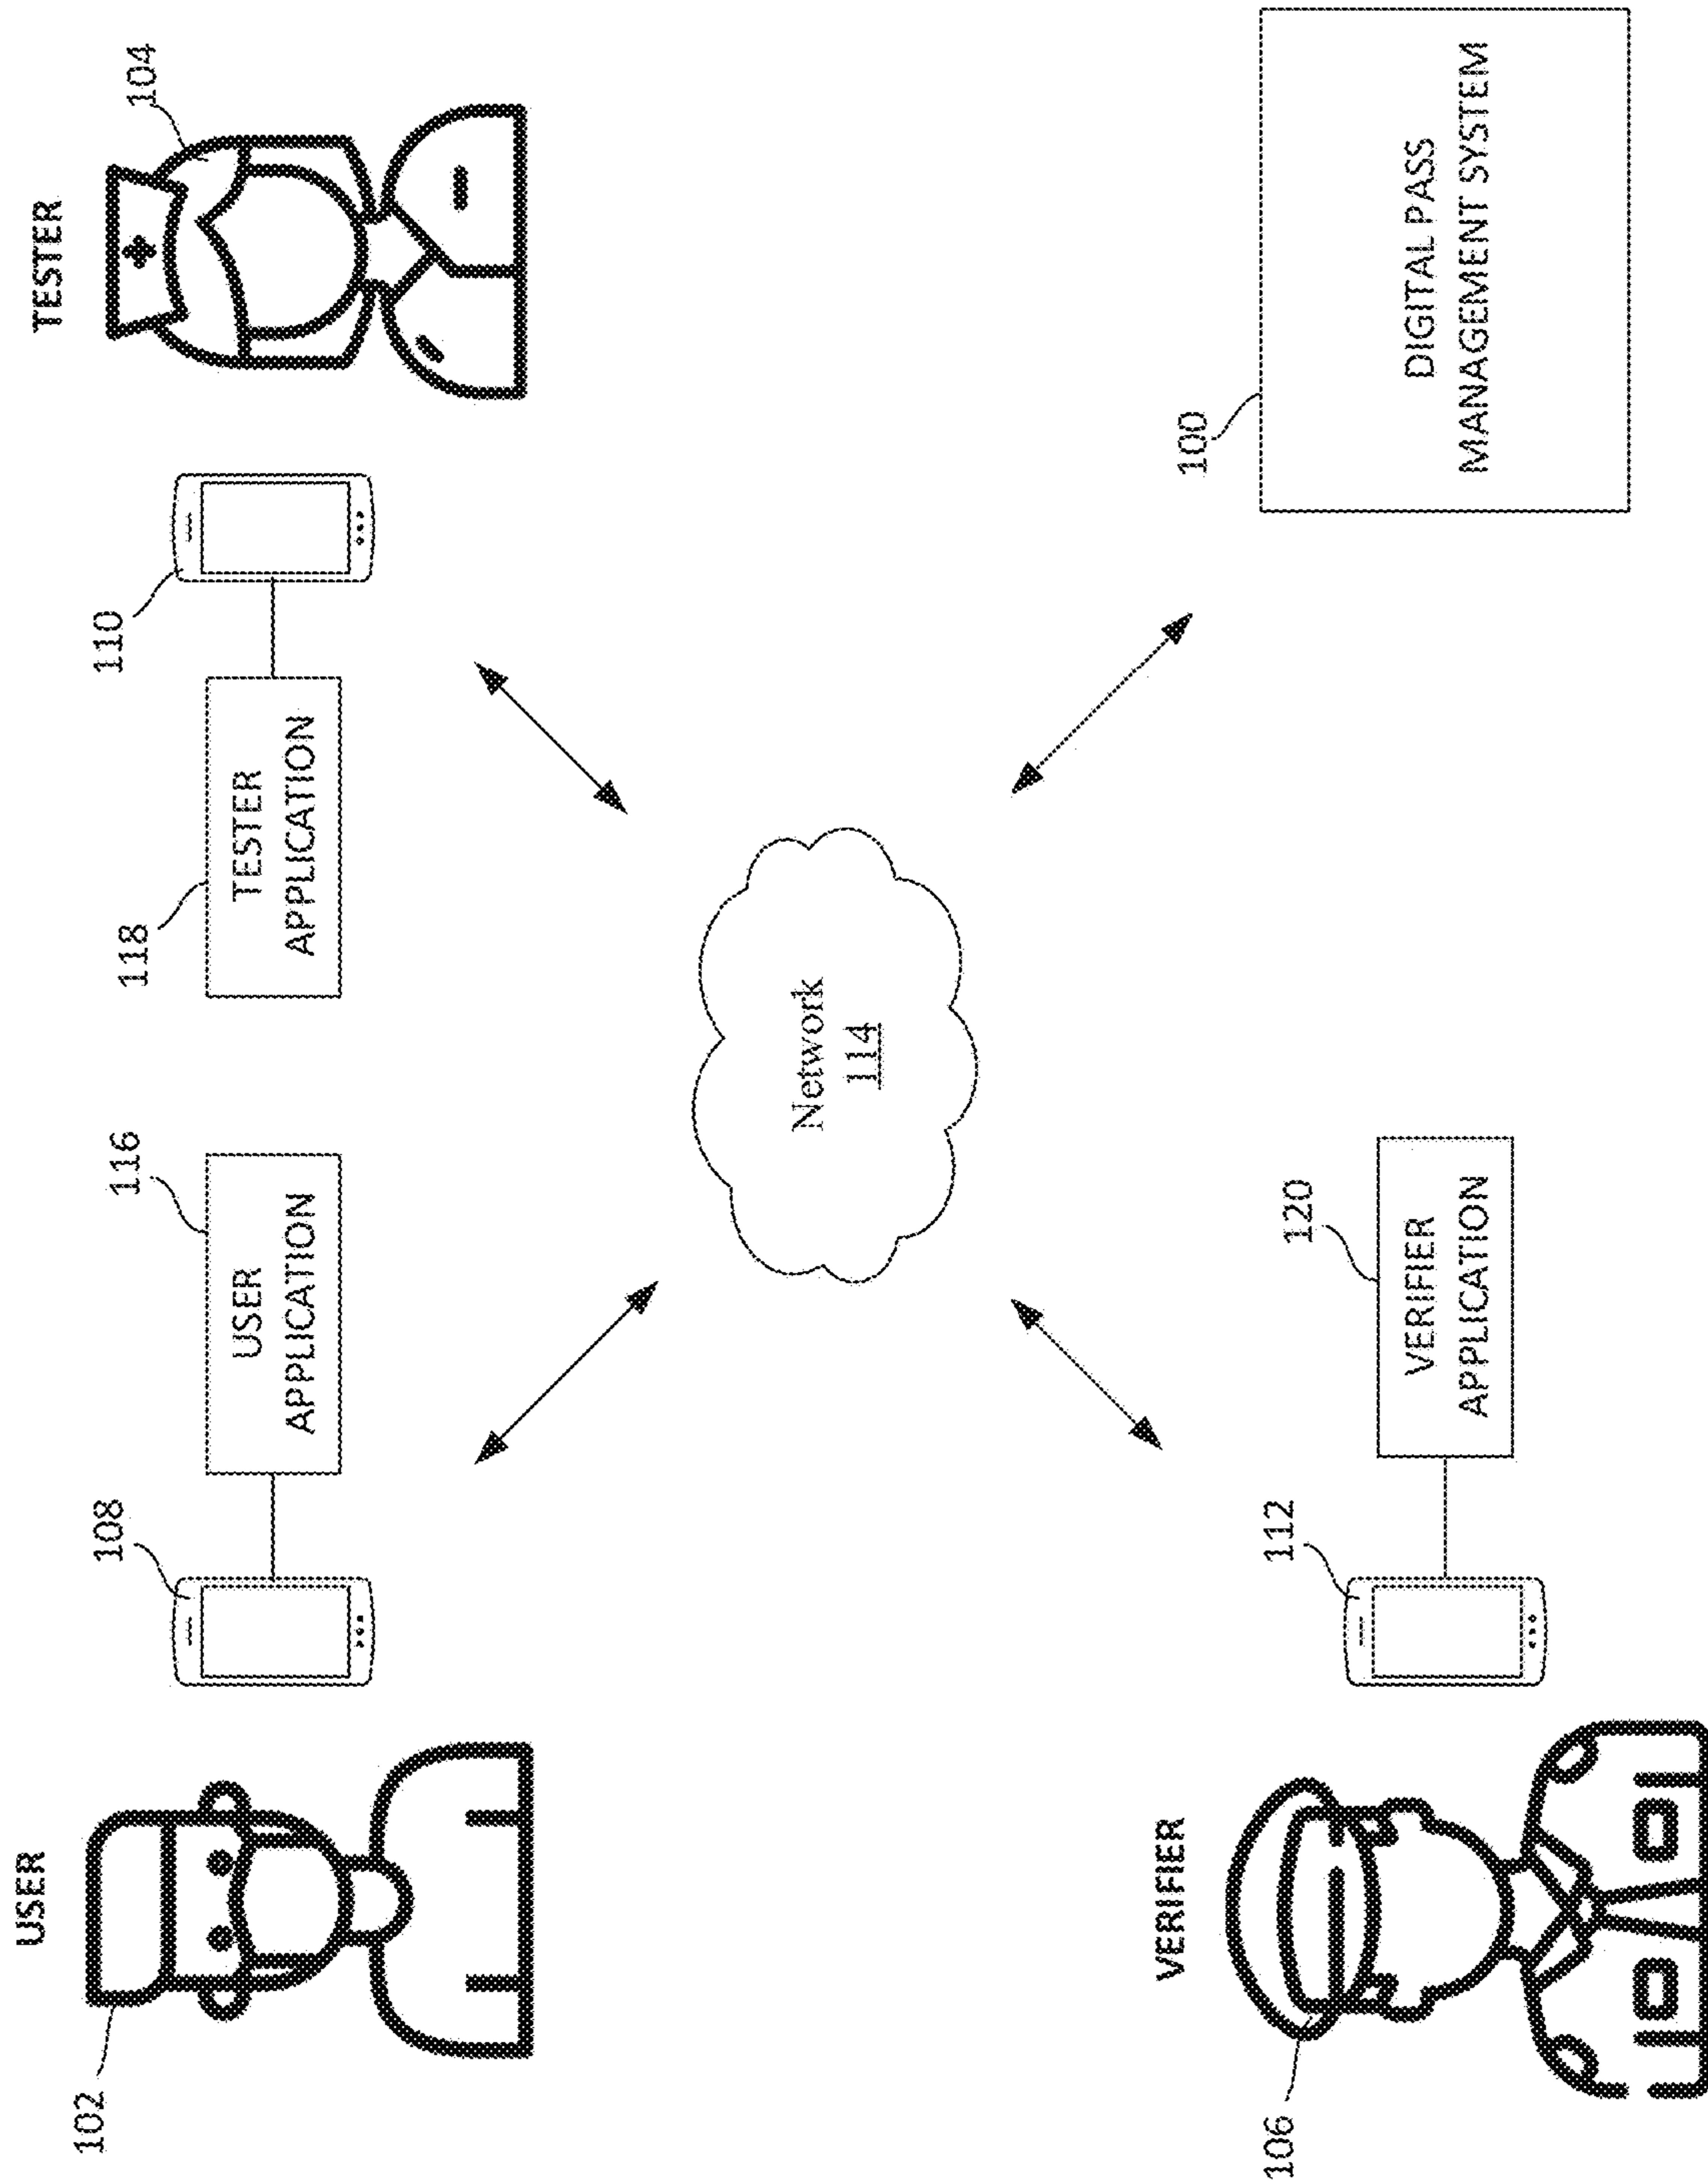 USER
102
108
116
USER
APPLICATION
TESTER
104
110
118
TESTER
APPLICATION
Network
114
VERIFIER
106
112
120
VERIFIER
APPLICATION
100
DIGITAL PASS
MANAGEMENT SYSTEM